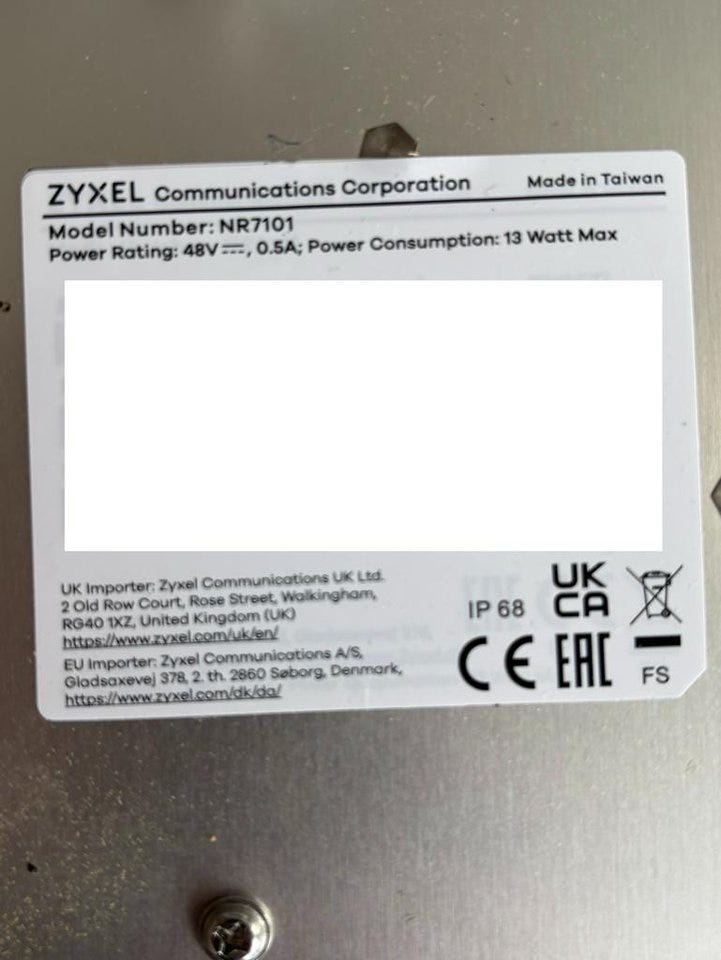 ZYXEL Communications Corporation Made in Taiwan
Model Number: NR7101
Power Rating: 48V⎓, 0.5A; Power Consumption: 13 Watt Max
UK Importer: Zyxel Communications UK Ltd.
2 Old Row Court, Rose Street, Walkingham,
RG40 1XZ, United Kingdom (UK)
https://www.zyxel.com/uk/en/
EU Importer: Zyxel Communications A/S,
Gladsaxevej 378, 2. th. 2860 Søborg, Denmark,
https://www.zyxel.com/dk/da/
IP 68
UK
CA
CE EAC
FS